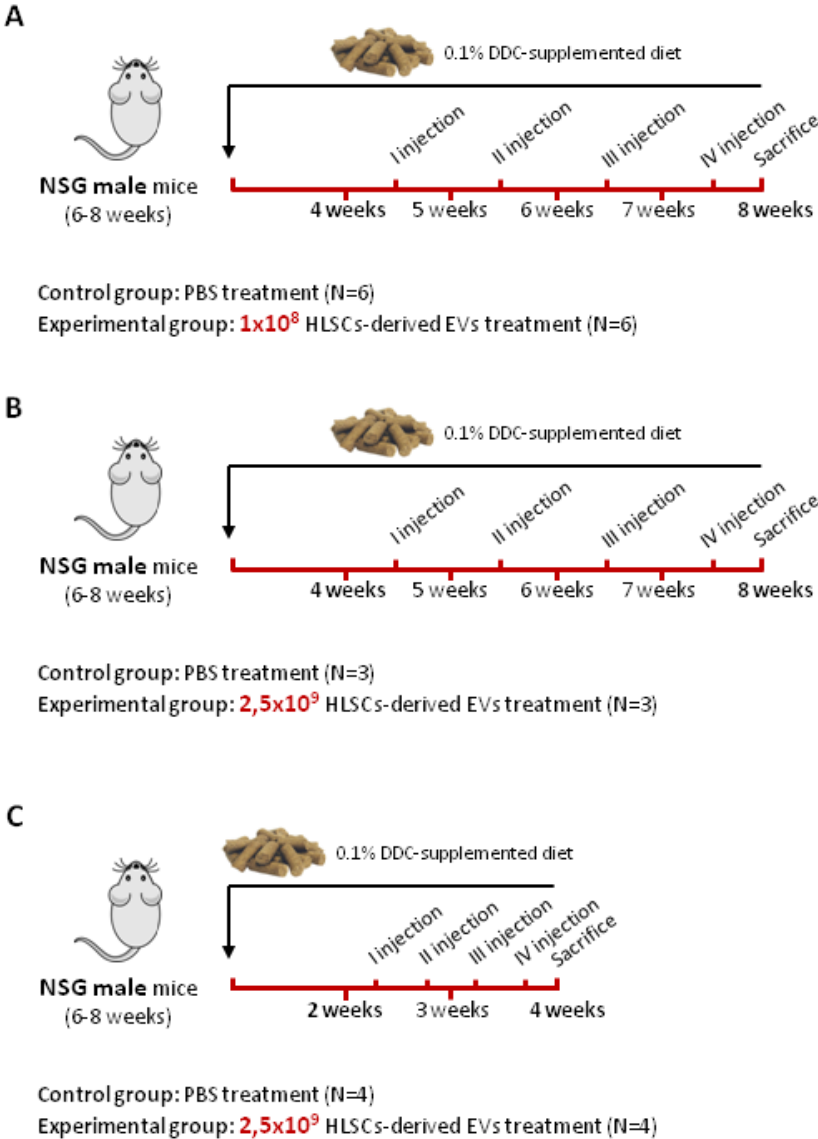 A
0.1% DDC-supplemented diet
I injection
II injection
III injection
IV injection
Sacrifice
NSG male mice
(6-8 weeks)
4 weeks
5 weeks
6 weeks
7 weeks
8 weeks
Control group: PBS treatment (N=6)
Experimental group: 1x10⁸ HLSCs-derived EVs treatment (N=6)
B
0.1% DDC-supplemented diet
I injection
II injection
III injection
IV injection
Sacrifice
NSG male mice
(6-8 weeks)
4 weeks
5 weeks
6 weeks
7 weeks
8 weeks
Control group: PBS treatment (N=3)
Experimental group: 2,5x10⁹ HLSCs-derived EVs treatment (N=3)
C
0.1% DDC-supplemented diet
I injection
II injection
III injection
IV injection
Sacrifice
NSG male mice
(6-8 weeks)
2 weeks
3 weeks
4 weeks
Control group: PBS treatment (N=4)
Experimental group: 2,5x10⁹ HLSCs-derived EVs treatment (N=4)